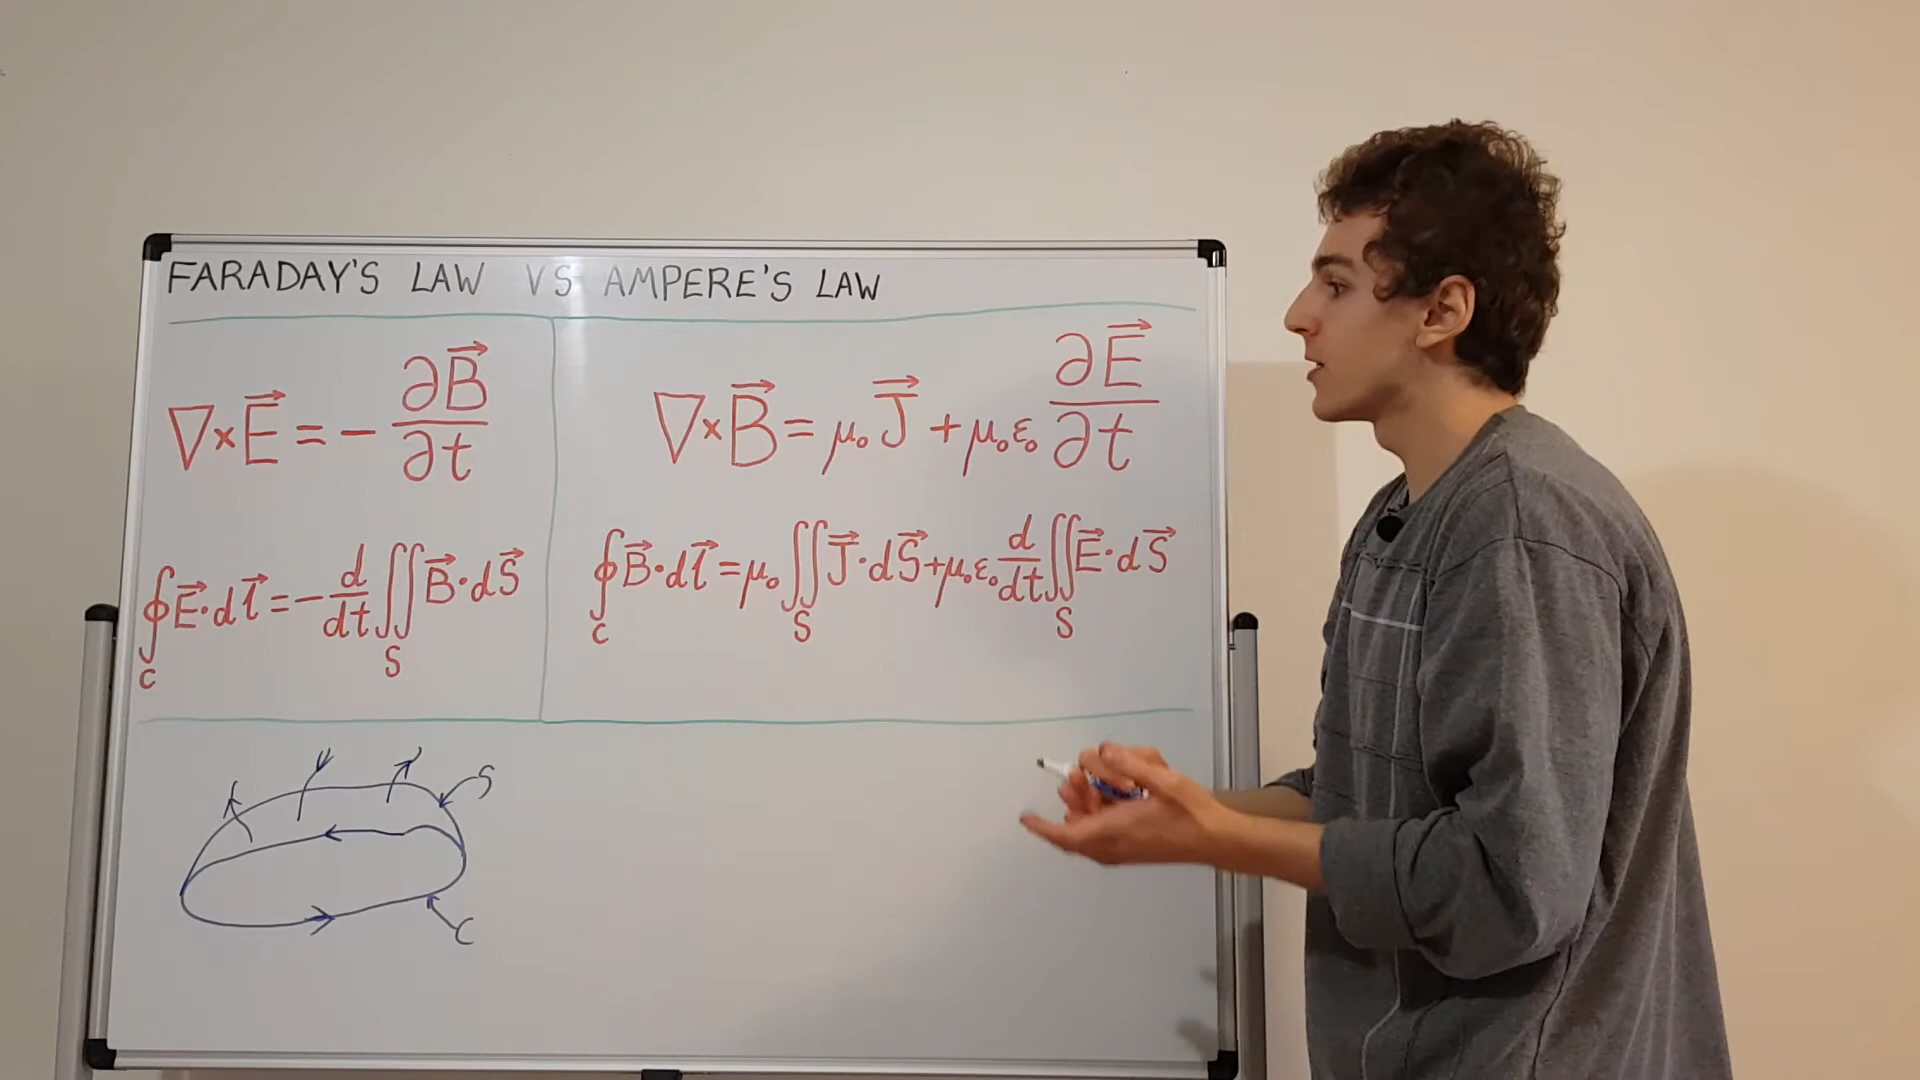 FARADAY'S LAW VS AMPERE'S LAW
∇×E⃗ = − ∂B⃗/∂t
∇×B⃗ = μ₀J⃗ + μ₀ε₀ ∂E⃗/∂t
∮_C E⃗·dl⃗ = − d/dt ∬_S B⃗·dS⃗
∮_C B⃗·dl⃗ = μ₀ ∬_S J⃗·dS⃗ + μ₀ε₀ d/dt ∬_S E⃗·dS⃗
S
C